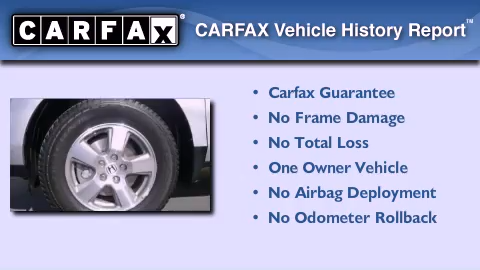 CARFAX® CARFAX Vehicle History Report™
• Carfax Guarantee
• No Frame Damage
• No Total Loss
• One Owner Vehicle
• No Airbag Deployment
• No Odometer Rollback